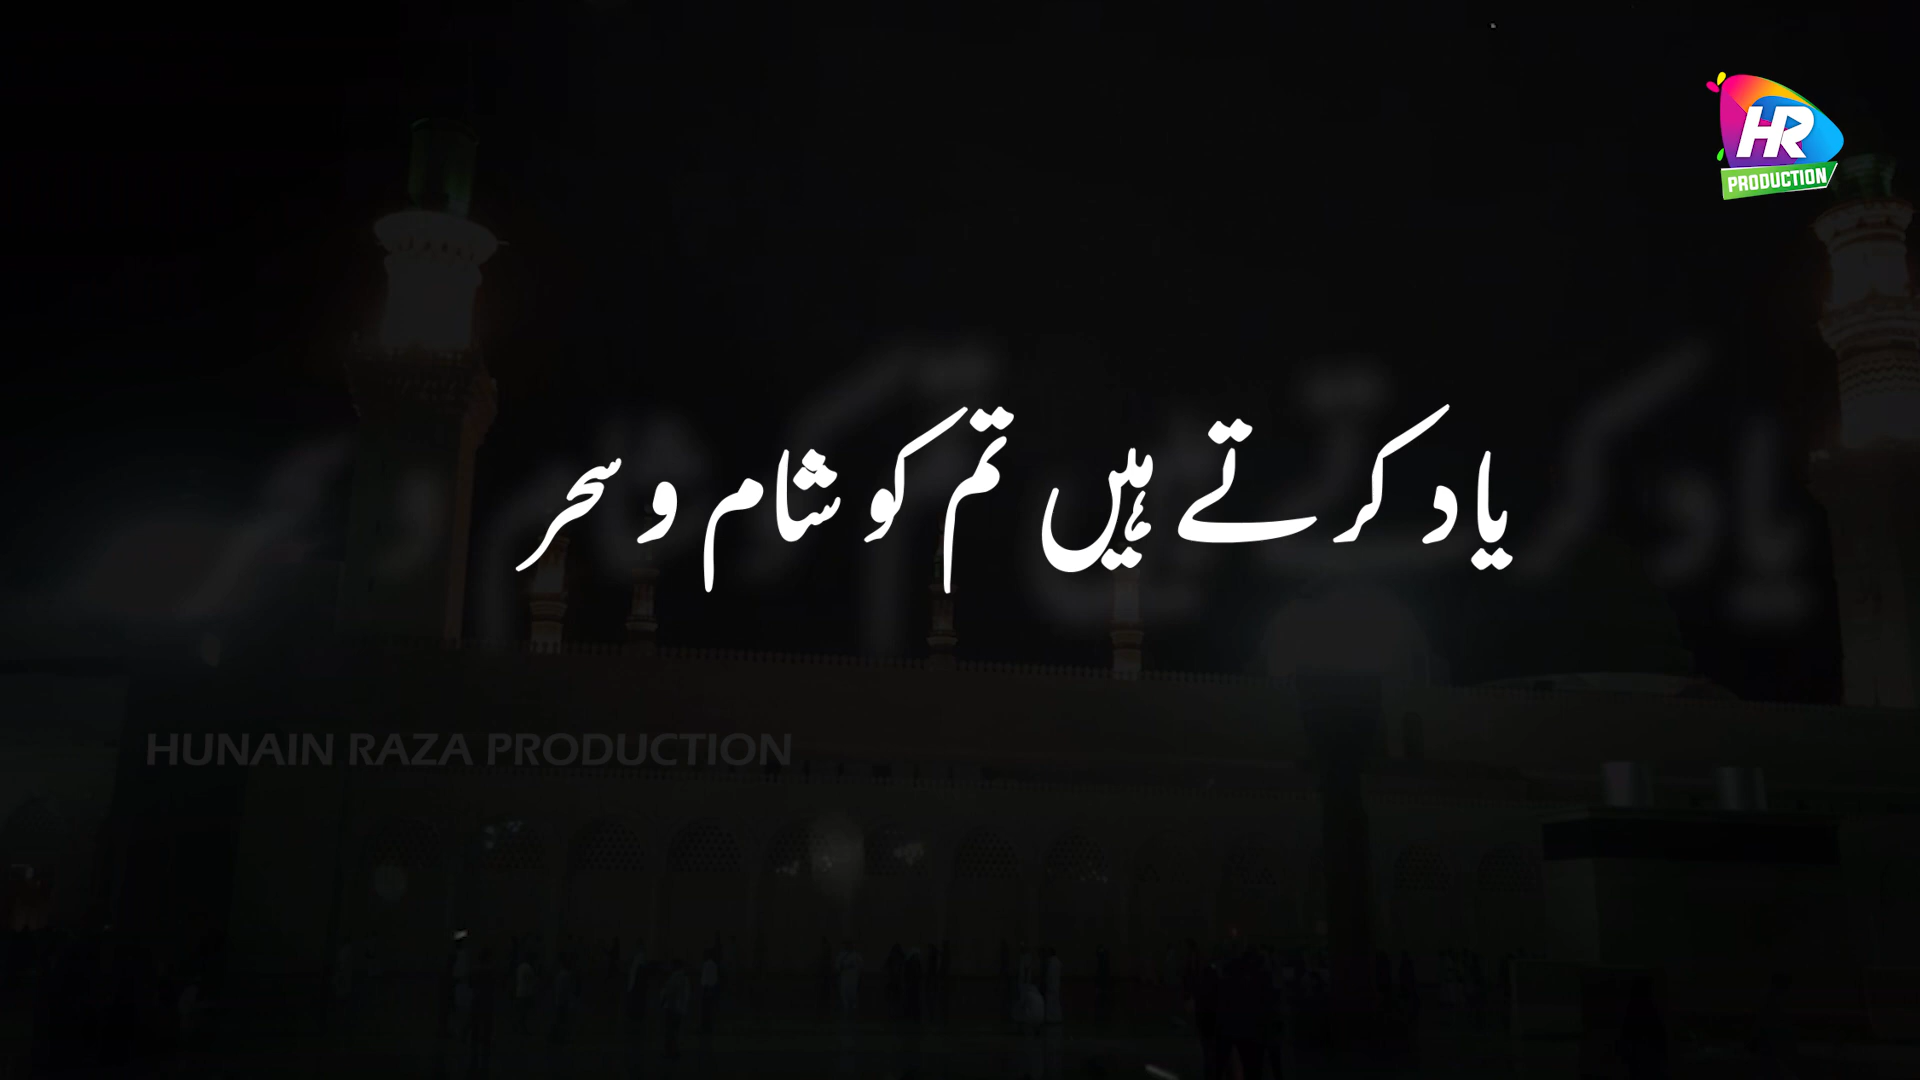 HR
PRODUCTION
یاد کرتے ہیں تم کو شام و سحر
HUNAIN RAZA PRODUCTION